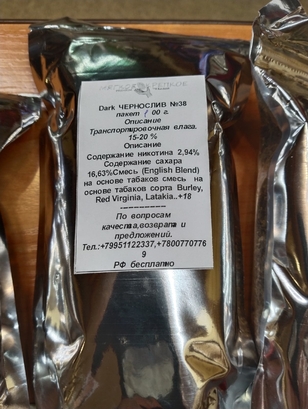 Dark ЧЕРНОСЛИВ №38
пакет 100 г.
Описание
Транспортировочная влага.
15-20 %
Описание
Содержание никотина 2,94%
Содержание сахара
16,63%Смесь (English Blend)
на основе табаков смесь на
основе табаков сорта Burley,
Red Virginia, Latakia..+18
------------
По вопросам
качества,возврата и
предложений.
Тел.:+79951122337,+7800770776
9
РФ бесплатно